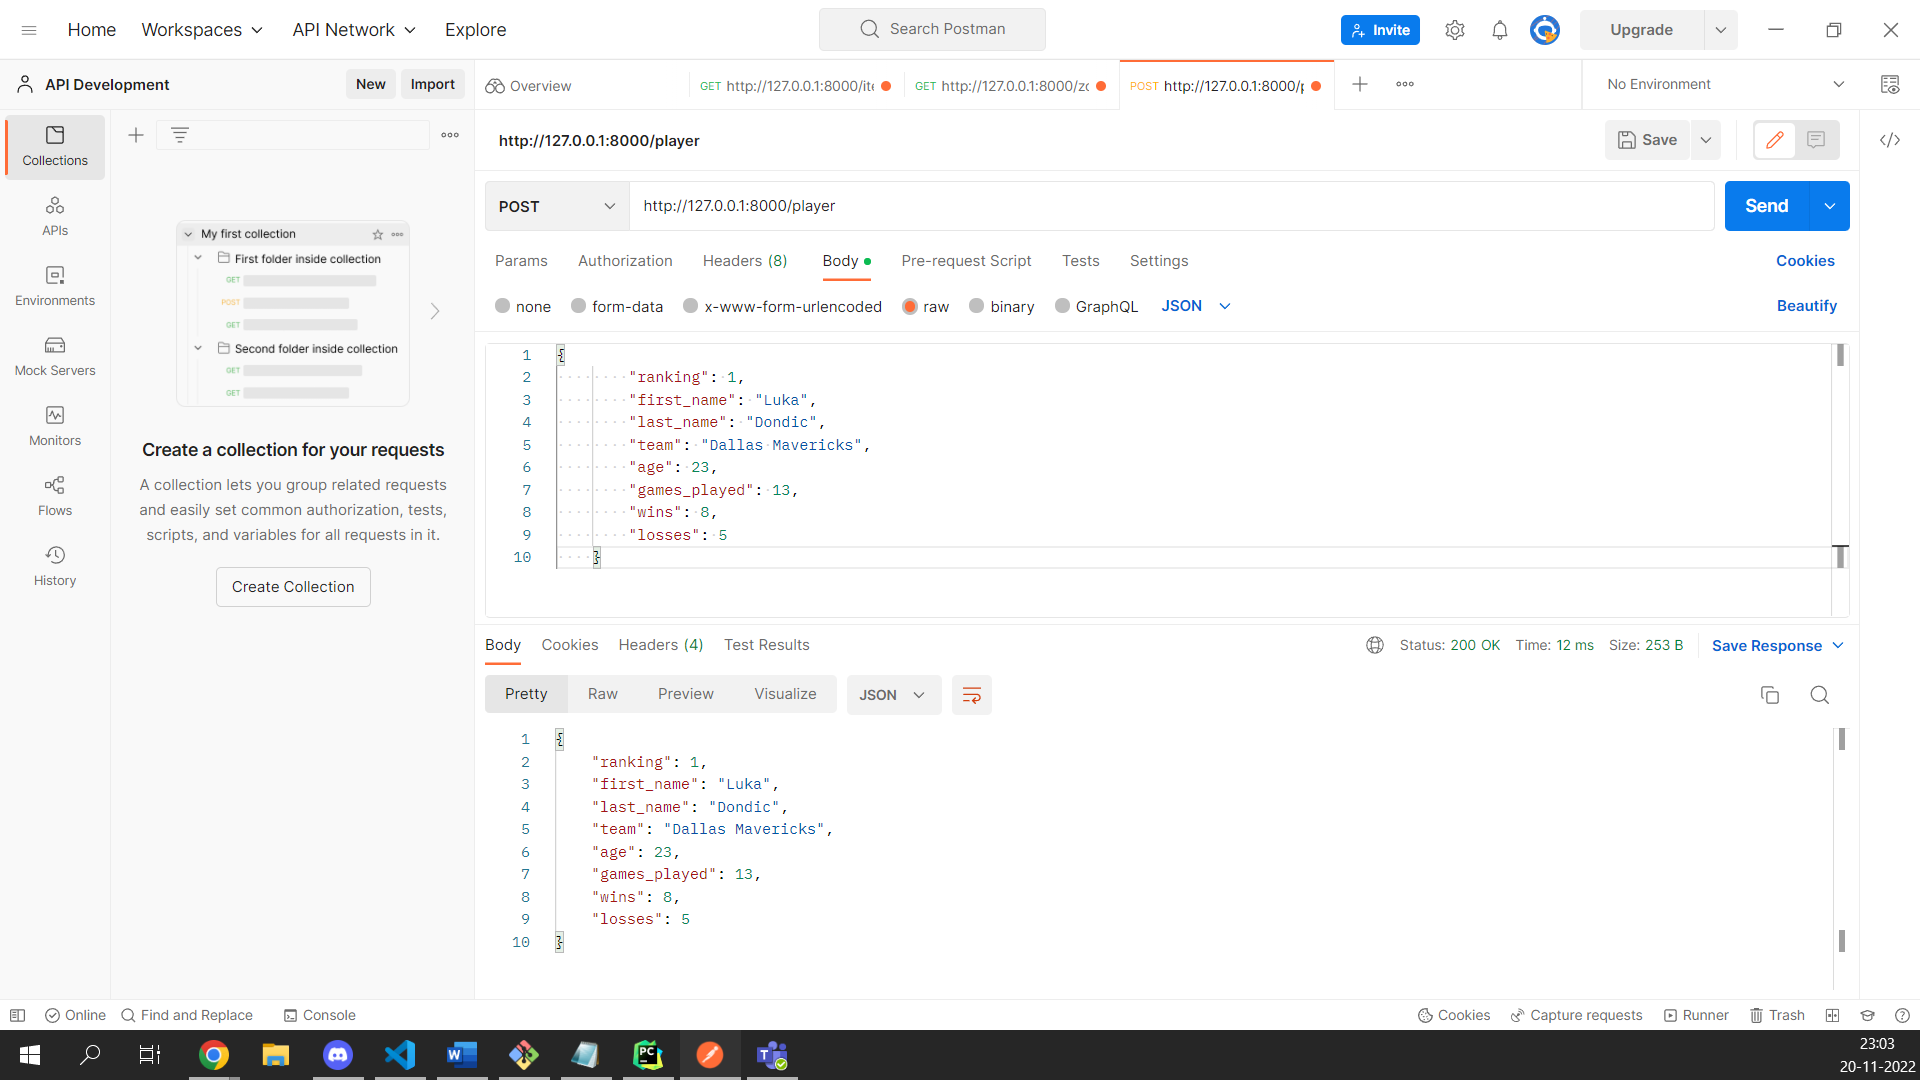 Home Workspaces API Network Explore Search Postman Invite Upgrade
API Development New Import Overview GET http://127.0.0.1:8000/ite GET http://127.0.0.1:8000/zo POST http://127.0.0.1:8000/p No Environment
Collections
APIs
Environments
Mock Servers
Monitors
Flows
History
My first collection
First folder inside collection
GET
POST
GET
Second folder inside collection
GET
GET
Create a collection for your requests
A collection lets you group related requests
and easily set common authorization, tests,
scripts, and variables for all requests in it.
Create Collection
http://127.0.0.1:8000/player Save
POST http://127.0.0.1:8000/player Send
Params Authorization Headers (8) Body Pre-request Script Tests Settings Cookies
none form-data x-www-form-urlencoded raw binary GraphQL JSON Beautify
1 {
2 "ranking": 1,
3 "first_name": "Luka",
4 "last_name": "Dondic",
5 "team": "Dallas Mavericks",
6 "age": 23,
7 "games_played": 13,
8 "wins": 8,
9 "losses": 5
10 }
Body Cookies Headers (4) Test Results Status: 200 OK Time: 12 ms Size: 253 B Save Response
Pretty Raw Preview Visualize JSON
1 {
2 "ranking": 1,
3 "first_name": "Luka",
4 "last_name": "Dondic",
5 "team": "Dallas Mavericks",
6 "age": 23,
7 "games_played": 13,
8 "wins": 8,
9 "losses": 5
10 }
Online Find and Replace Console Cookies Capture requests Runner Trash
23:03
20-11-2022